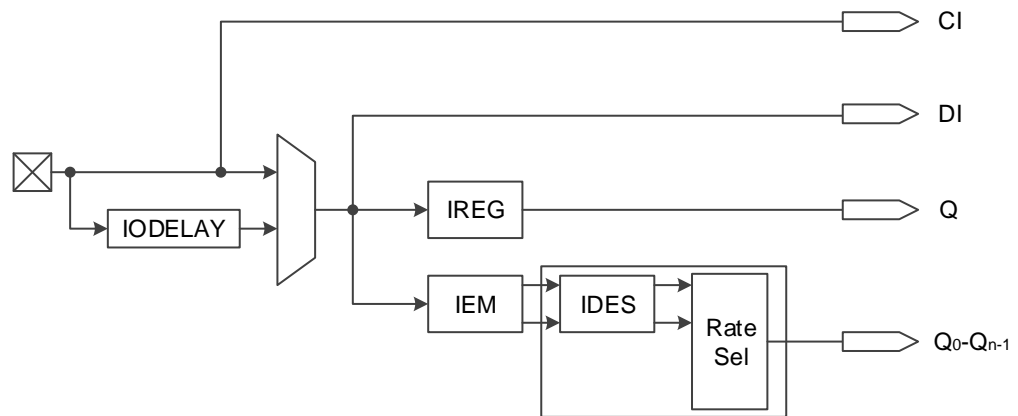 CI
DI
IODELAY
IREG
Q
IEM
IDES
Rate
Sel
Q0-Qn-1